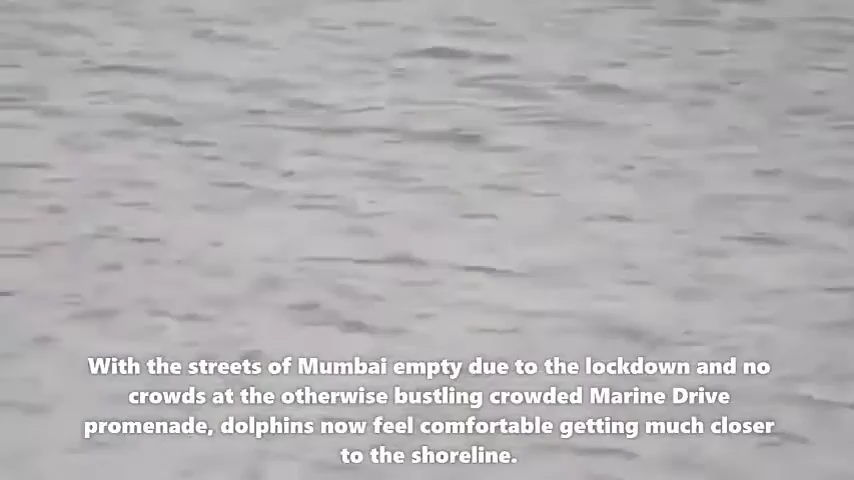 With the streets of Mumbai empty due to the lockdown and no
crowds at the otherwise bustling crowded Marine Drive
promenade, dolphins now feel comfortable getting much closer
to the shoreline.